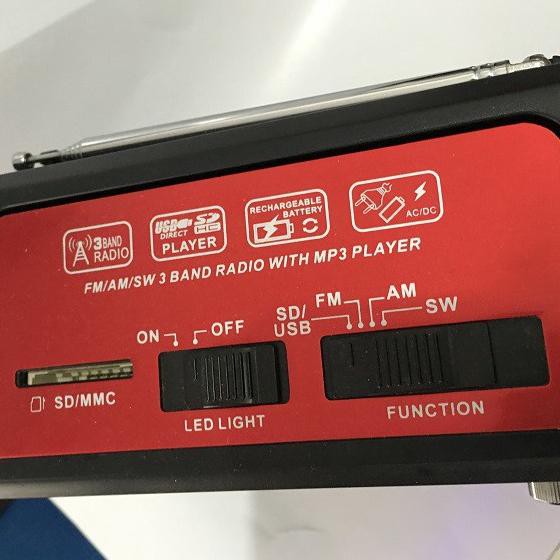 3 BAND
RADIO
USB SD
DIRECT HC
PLAYER
RECHARGEABLE
BATTERY
AC/DC
FM/AM/SW 3 BAND RADIO WITH MP3 PLAYER
ON OFF
SD/
USB
FM
AM
SW
SD/MMC
LED LIGHT
FUNCTION